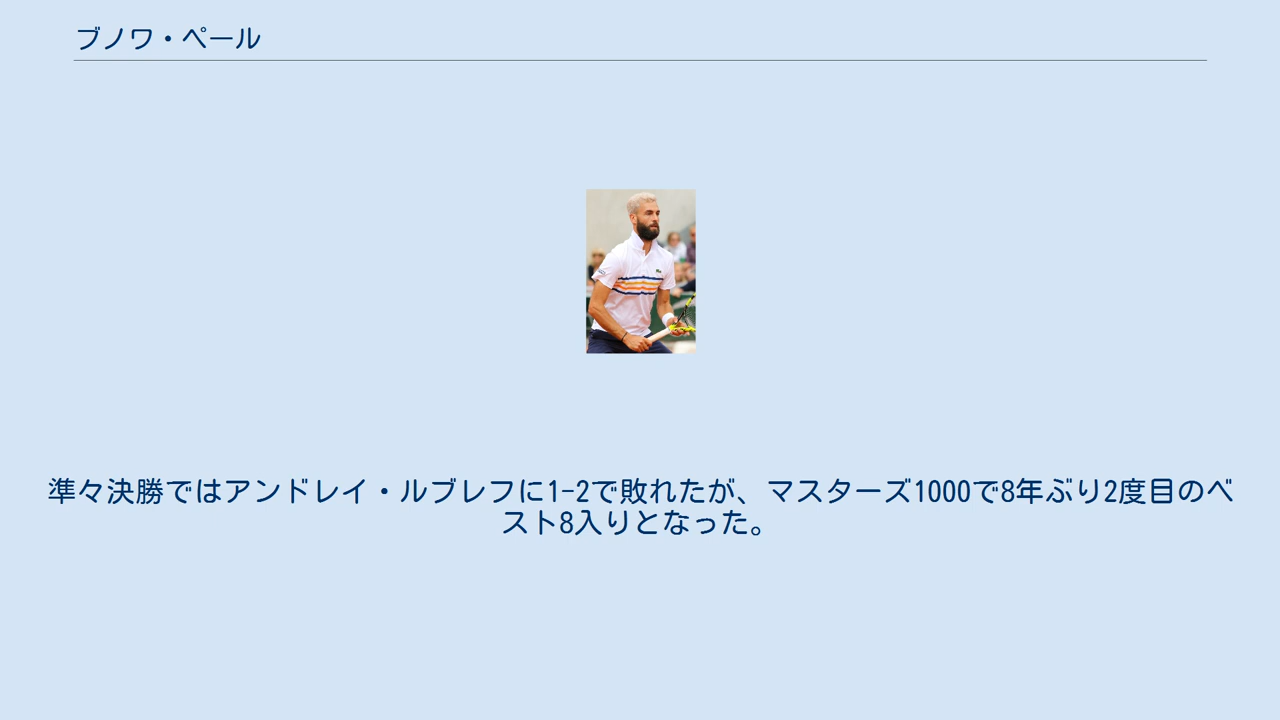 ブノワ・ペール
準々決勝ではアンドレイ・ルブレフに1-2で敗れたが、マスターズ1000で8年ぶり2度目のベ
スト8入りとなった。